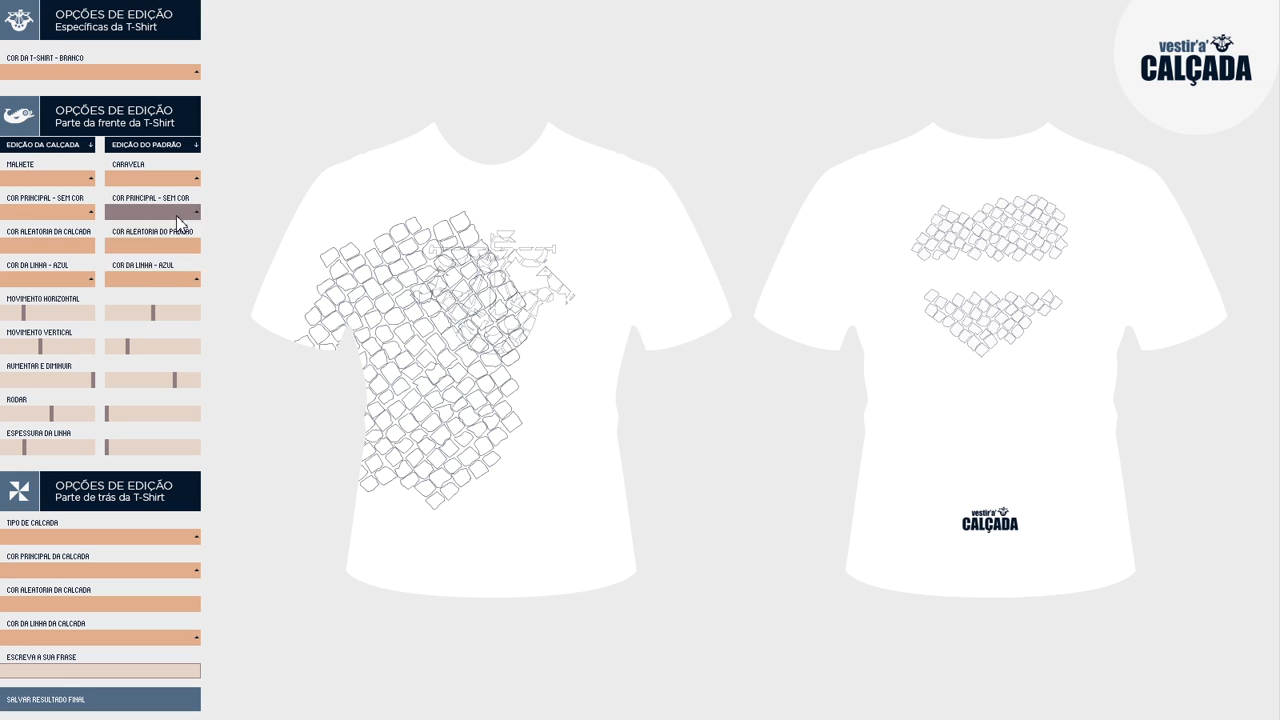 OPÇÕES DE EDIÇÃO
Específicas da T-Shirt
COR DA T-SHIRT - BRANCO
OPÇÕES DE EDIÇÃO
Parte da frente da T-Shirt
EDIÇÃO DA CALÇADA
EDIÇÃO DO PADRÃO
MALHETE
CARAVELA
COR PRINCIPAL - SEM COR
COR PRINCIPAL - SEM COR
COR ALEATORIA DA CALÇADA
COR ALEATORIA DO PADRÃO
COR DA LINHA - AZUL
COR DA LINHA - AZUL
MOVIMENTO HORIZONTAL
MOVIMENTO VERTICAL
AUMENTAR E DIMINUIR
RODAR
ESPESSURA DA LINHA
OPÇÕES DE EDIÇÃO
Parte de trás da T-Shirt
TIPO DE CALCADA
COR PRINCIPAL DA CALCADA
COR ALEATORIA DA CALCADA
COR DA LINHA DA CALCADA
ESCREVA A SUA FRASE
SALVAR RESULTADO FINAL
vestir'a'
CALÇADA
vestir'a'
CALÇADA